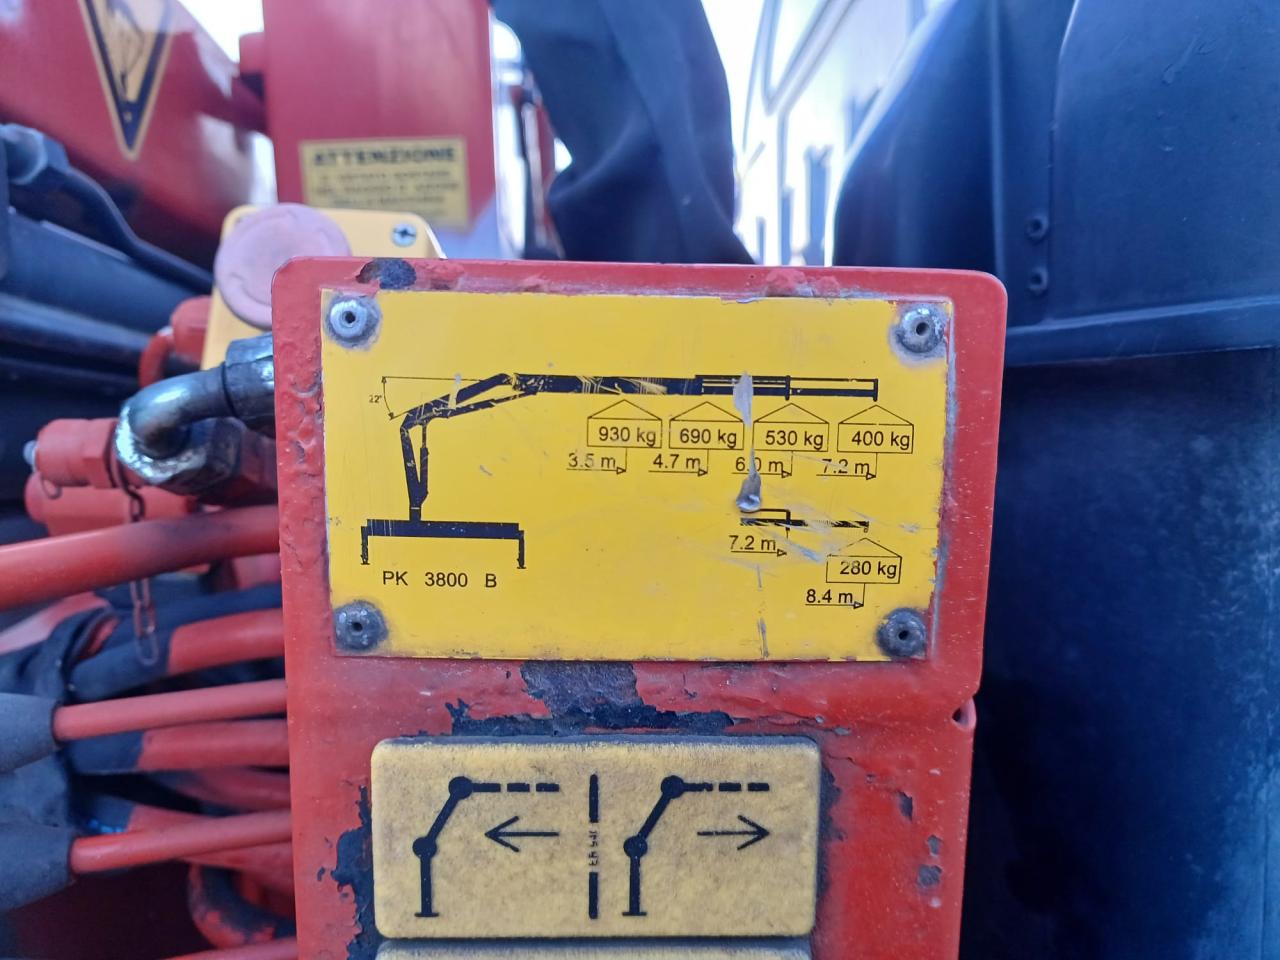 ATTENZIONE
22°
930 kg
690 kg
530 kg
400 kg
3.5 m
4.7 m
6.0 m
7.2 m
7.2 m
280 kg
8.4 m
PK 3800 B